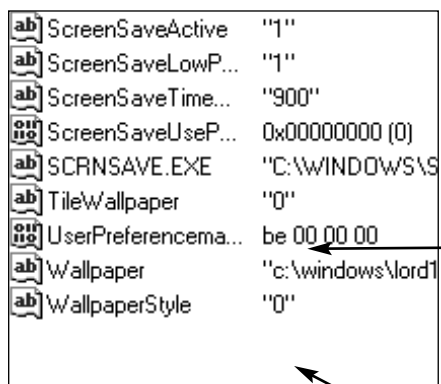 ScreenSaveActive "1"
ScreenSaveLowP... "1"
ScreenSaveTime... "900"
ScreenSaveUseP... 0x00000000 (0)
SCRNSAVE.EXE "C:\WINDOWS\S
TileWallpaper "0"
UserPreferencema... be 00 00 00
Wallpaper "c:\windows\lord1
WallpaperStyle "0"